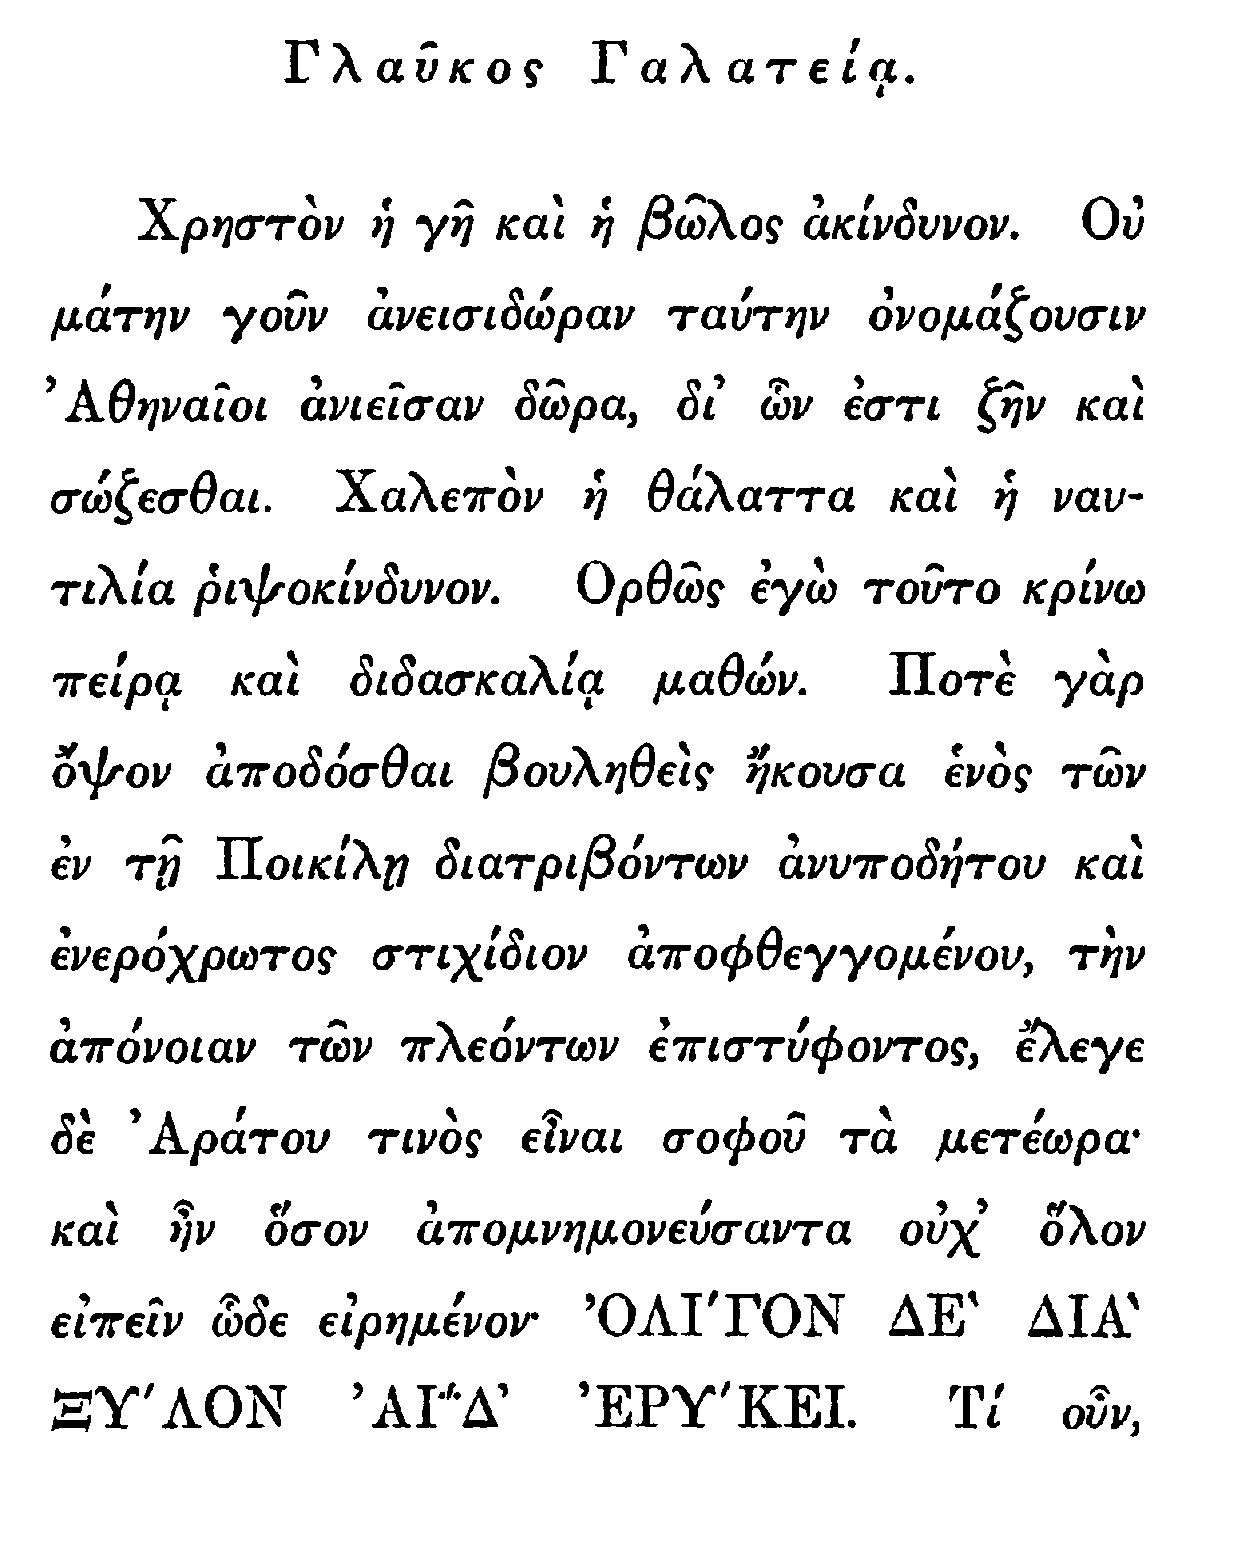 Γλαῦκος Γαλατείᾳ.
Χρηστὸν ἡ γῆ καὶ ἡ βῶλος ἀκίνδυνον. Οὐ
μάτην γοῦν ἀνεισιδώραν ταύτην ὀνομάζουσιν
Ἀθηναῖοι ἀνιεῖσαν δῶρα, δι’ ὧν ἐστι ζῆν καὶ
σώζεσθαι. Χαλεπὸν ἡ θάλαττα καὶ ἡ ναυ-
τιλία ῥιψοκίνδυνον. Ὀρθῶς ἐγὼ τοῦτο κρίνω
πείρᾳ καὶ διδασκαλίᾳ μαθών. Ποτὲ γὰρ
ὄψον ἀποδόσθαι βουληθεὶς ἤκουσα ἑνὸς τῶν
ἐν τῇ Ποικίλῃ διατριβόντων ἀνυποδήτου καὶ
ἐνερόχρωτος στιχίδιον ἀποφθεγγομένου, τὴν
ἀπόνοιαν τῶν πλεόντων ἐπιστύφοντος, ἔλεγε
δὲ Ἀράτου τινὸς εἶναι σοφοῦ τὰ μετέωρα·
καὶ ἦν ὅσον ἀπομνημονεύσαντα οὐχ’ ὅλον
εἰπεῖν ὧδε εἰρημένον· ὈΛΙ´ΓΟΝ ΔΕ` ΔΙΑ`
ΞΥ´ΛΟΝ ἈΙ¨´Δ’ ἘΡΥ´ΚΕΙ. Τί οὖν,